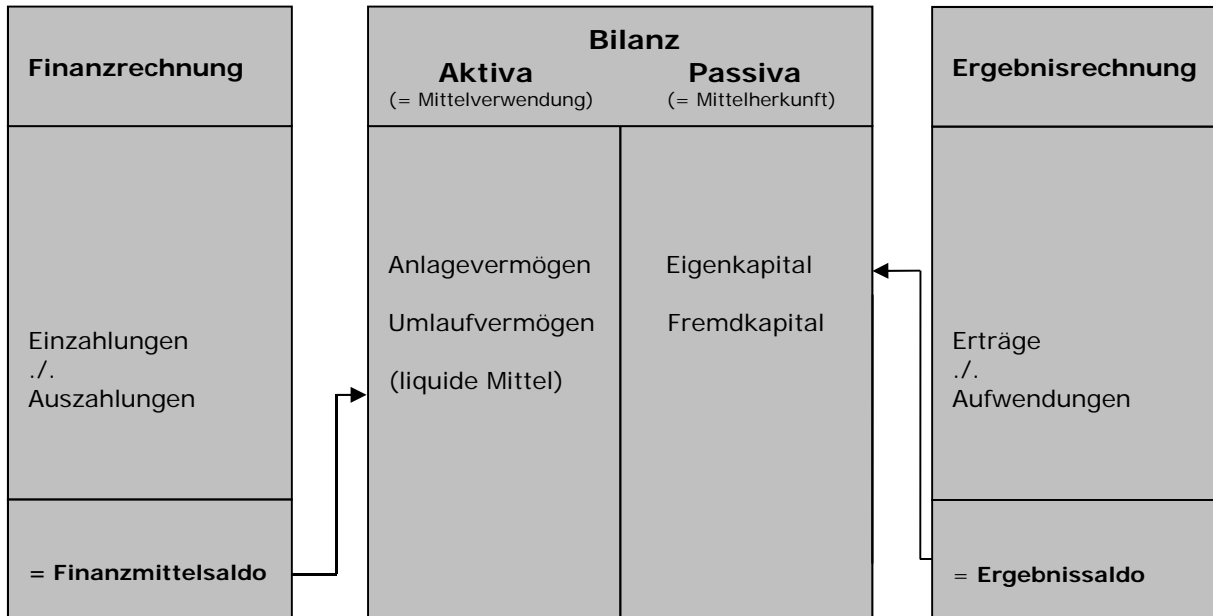 Finanzrechnung
Einzahlungen
./.
Auszahlungen
= Finanzmittelsaldo
Bilanz
Aktiva
(= Mittelverwendung)
Passiva
(= Mittelherkunft)
Anlagevermögen
Umlaufvermögen
(liquide Mittel)
Eigenkapital
Fremdkapital
Ergebnisrechnung
Erträge
./.
Aufwendungen
= Ergebnissaldo